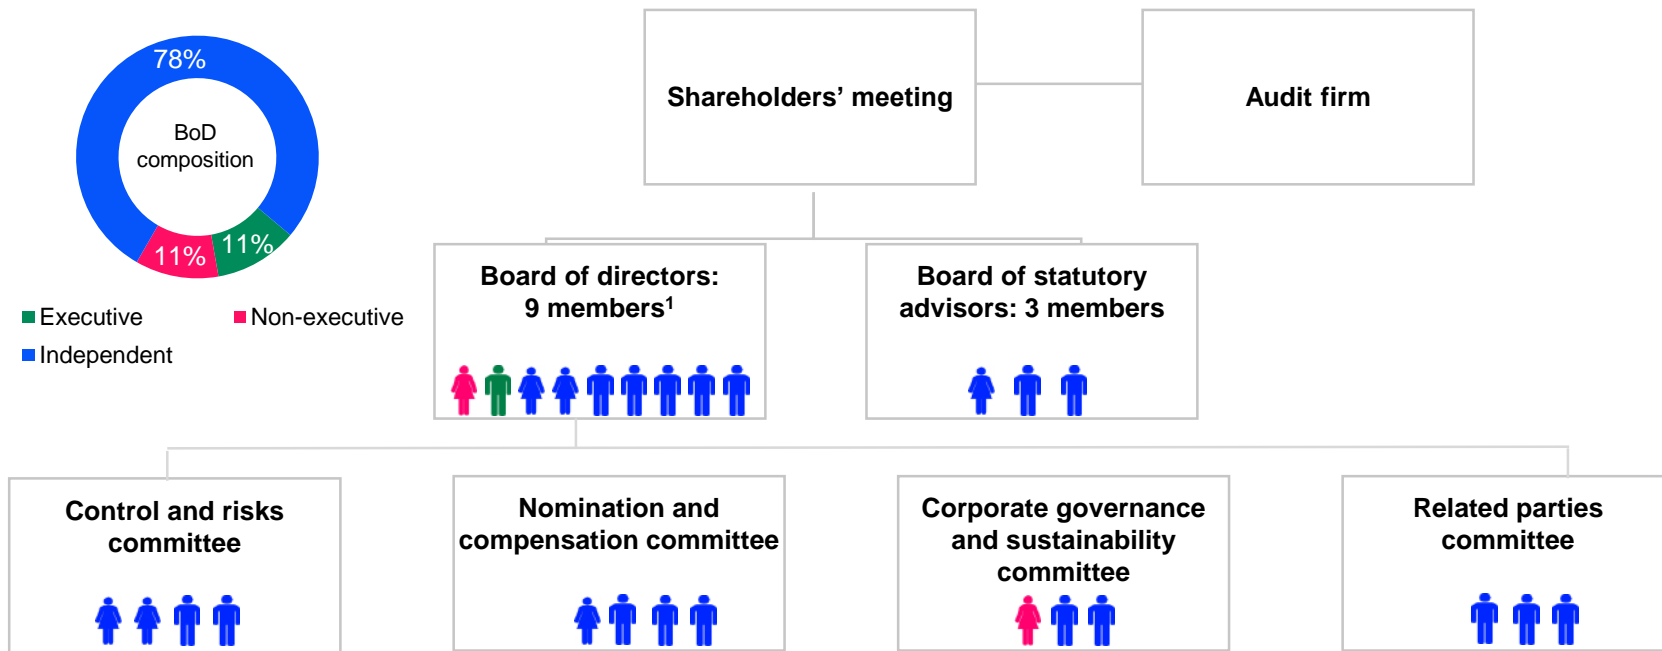 78%
BoD
composition
11%
11%
Executive
Non-executive
Independent
Shareholders’ meeting
Audit firm
Board of directors:
9 members¹
Board of statutory
advisors: 3 members
Control and risks
committee
Nomination and
compensation committee
Corporate governance
and sustainability
committee
Related parties
committee